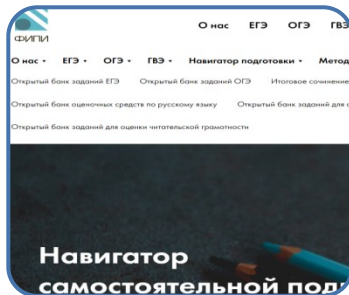 ФИПИ
О нас ЕГЭ ОГЭ ГВЭ
О нас ЕГЭ ОГЭ ГВЭ Навигатор подготовки
Открытый банк заданий ЕГЭ Открытый банк заданий ОГЭ Итоговое сочинение
Открытый банк оценочных средств по русскому языку Открытый банк заданий для
Открытый банк заданий для оценки читательской грамотности
Навигатор
самостоятельной